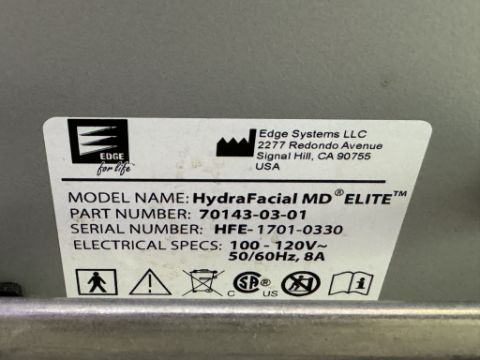 EDGE
for life
Edge Systems LLC
2277 Redondo Avenue
Signal Hill, CA 90755
USA
MODEL NAME: HydraFacial MD® ELITE™
PART NUMBER: 70143-03-01
SERIAL NUMBER: HFE-1701-0330
ELECTRICAL SPECS: 100 - 120V~
50/60Hz, 8A
C SA® US